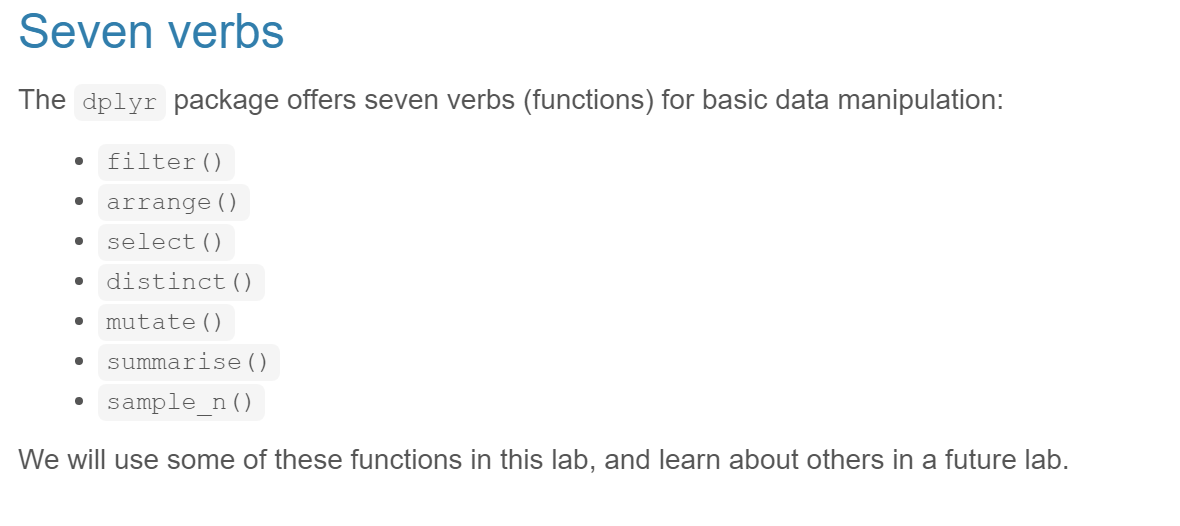 Seven verbs
The dplyr package offers seven verbs (functions) for basic data manipulation:
• filter()
• arrange()
• select()
• distinct()
• mutate()
• summarise()
• sample_n()
We will use some of these functions in this lab, and learn about others in a future lab.